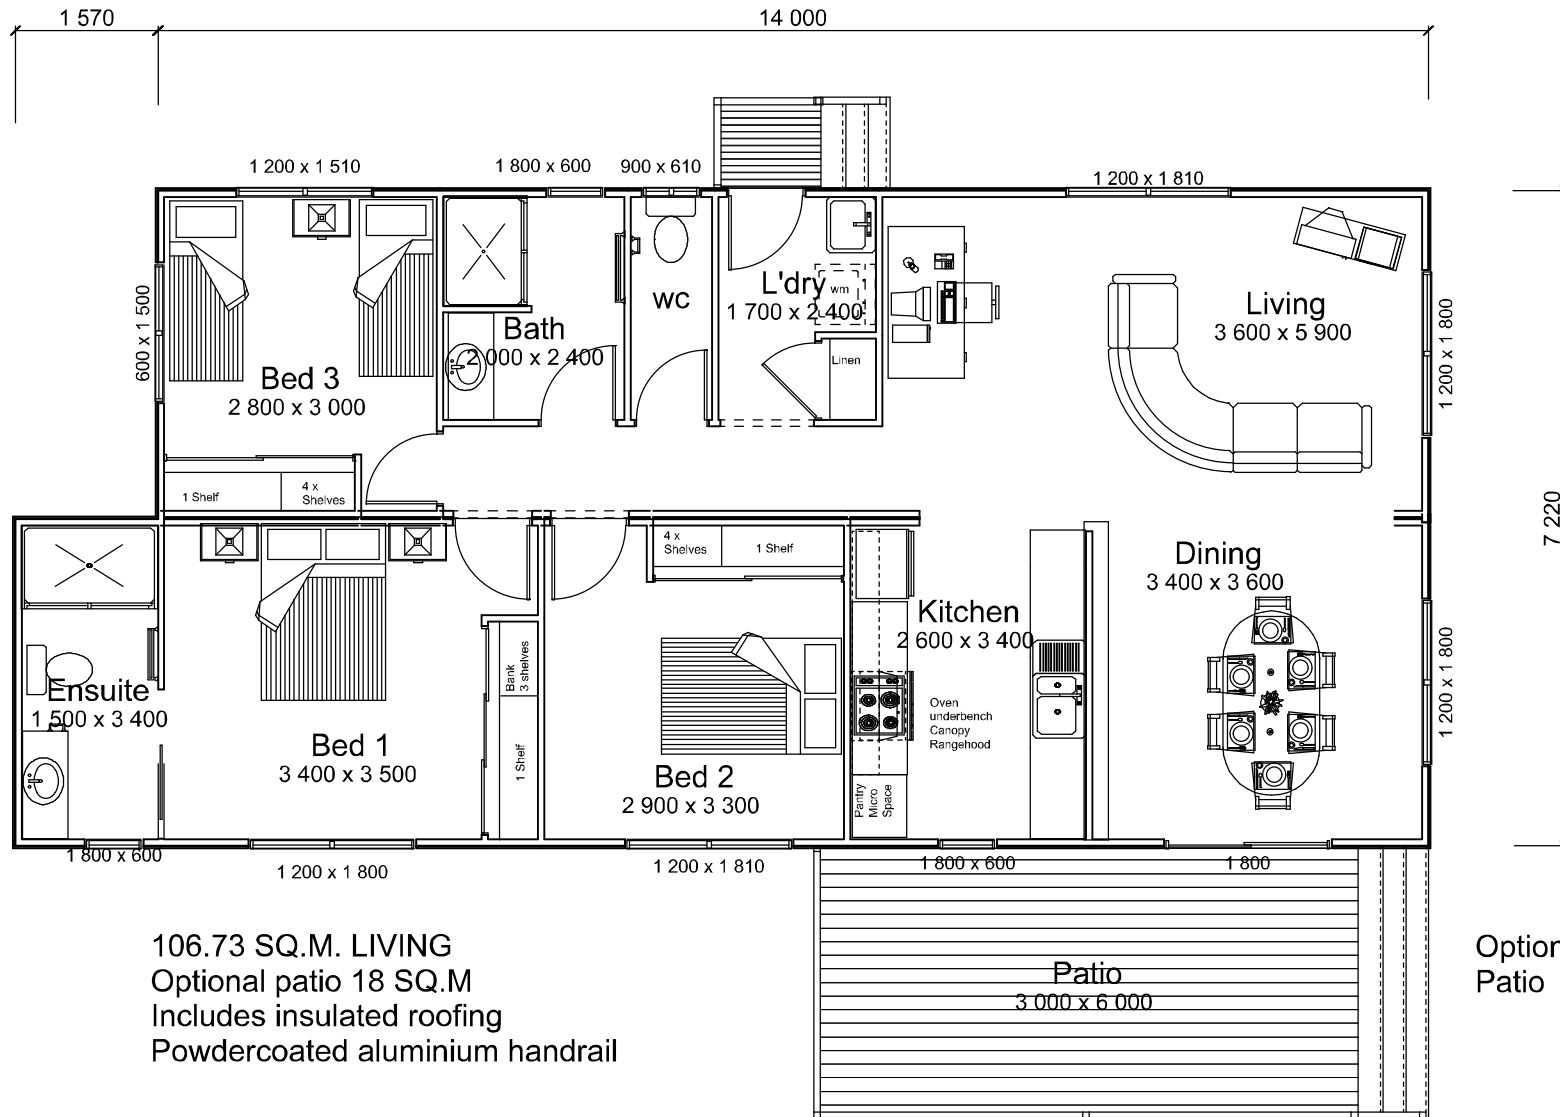 1 570
14 000
1 200 x 1 510
1 800 x 600
900 x 610
1 200 x 1 810
600 x 1 500
Bed 3
2 800 x 3 000
Bath
2 000 x 2 400
WC
L'dry
wm
1 700 x 2 400
Linen
Living
3 600 x 5 900
1 200 x 1 800
1 Shelf
4 x
Shelves
7 220
4 x
Shelves
1 Shelf
Dining
3 400 x 3 600
Kitchen
2 600 x 3 400
Ensuite
1 500 x 3 400
Bank
3 shelves
1 Shelf
Bed 1
3 400 x 3 500
Bed 2
2 900 x 3 300
Oven
underbench
Canopy
Rangehood
Pantry
Micro
Space
1 200 x 1 800
1 800 x 600
1 200 x 1 800
1 200 x 1 810
1 800 x 600
1 800
106.73 SQ.M. LIVING
Optional patio 18 SQ.M
Includes insulated roofing
Powdercoated aluminium handrail
Patio
3 000 x 6 000
Option
Patio